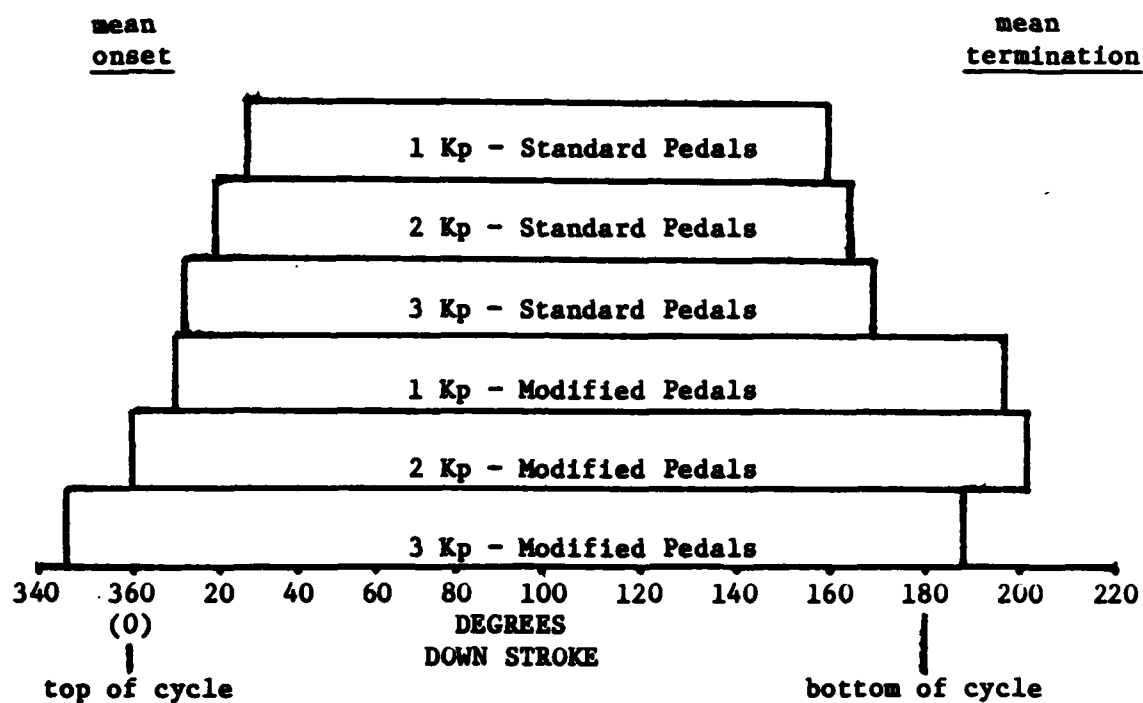 mean mean
onset termination
1 Kp - Standard Pedals
2 Kp - Standard Pedals
3 Kp - Standard Pedals
1 Kp - Modified Pedals
2 Kp - Modified Pedals
3 Kp - Modified Pedals
340 360 20 40 60 80 100 120 140 160 180 200 220
(0) DEGREES
DOWN STROKE
top of cycle bottom of cycle